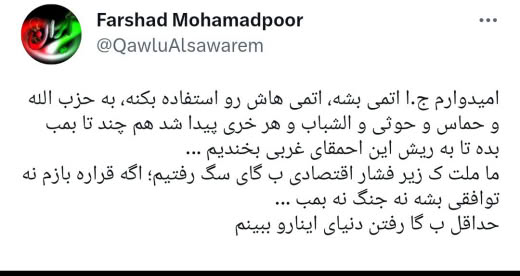 Farshad Mohamadpoor
@QawluAlsawarem
امیدوارم ج.ا اتمی بشه، اتمی هاش رو استفاده بکنه، به حزب الله
و حماس و حوثی و الشباب و هر خری پیدا شد هم چند تا بمب
بده تا به ریش این احمقای غربی بخندیم ...
ما ملت ک زیر فشار اقتصادی ب گای سگ رفتیم؛ اگه قراره بازم نه
توافقی بشه نه جنگ نه بمب ...
حداقل ب گا رفتن دنیای اینارو ببینم